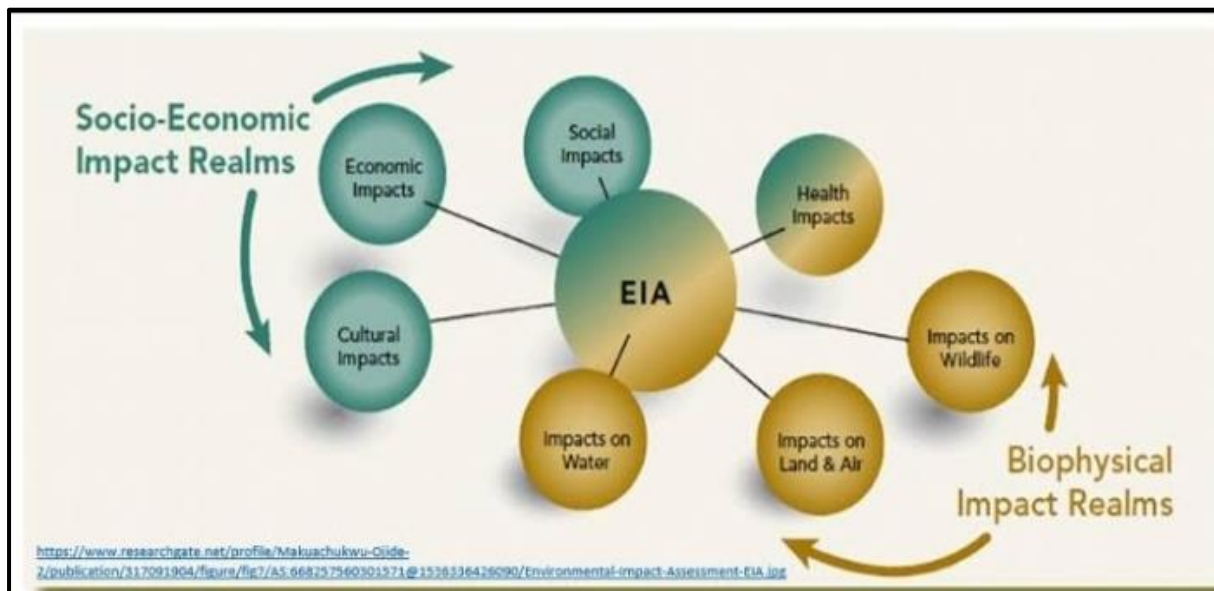 Socio-Economic
Impact Realms
Economic
Impacts
Social
Impacts
Health
Impacts
EIA
Cultural
Impacts
Impacts on
Wildlife
Impacts on
Water
Impacts on
Land & Air
Biophysical
Impact Realms
https://www.researchgate.net/profile/Makuachukwu-Ojide-
2/publication/317091904/figure/fig7/AS:668257560301571@1536336426090/Environmental-Impact-Assessment-EIA.jpg